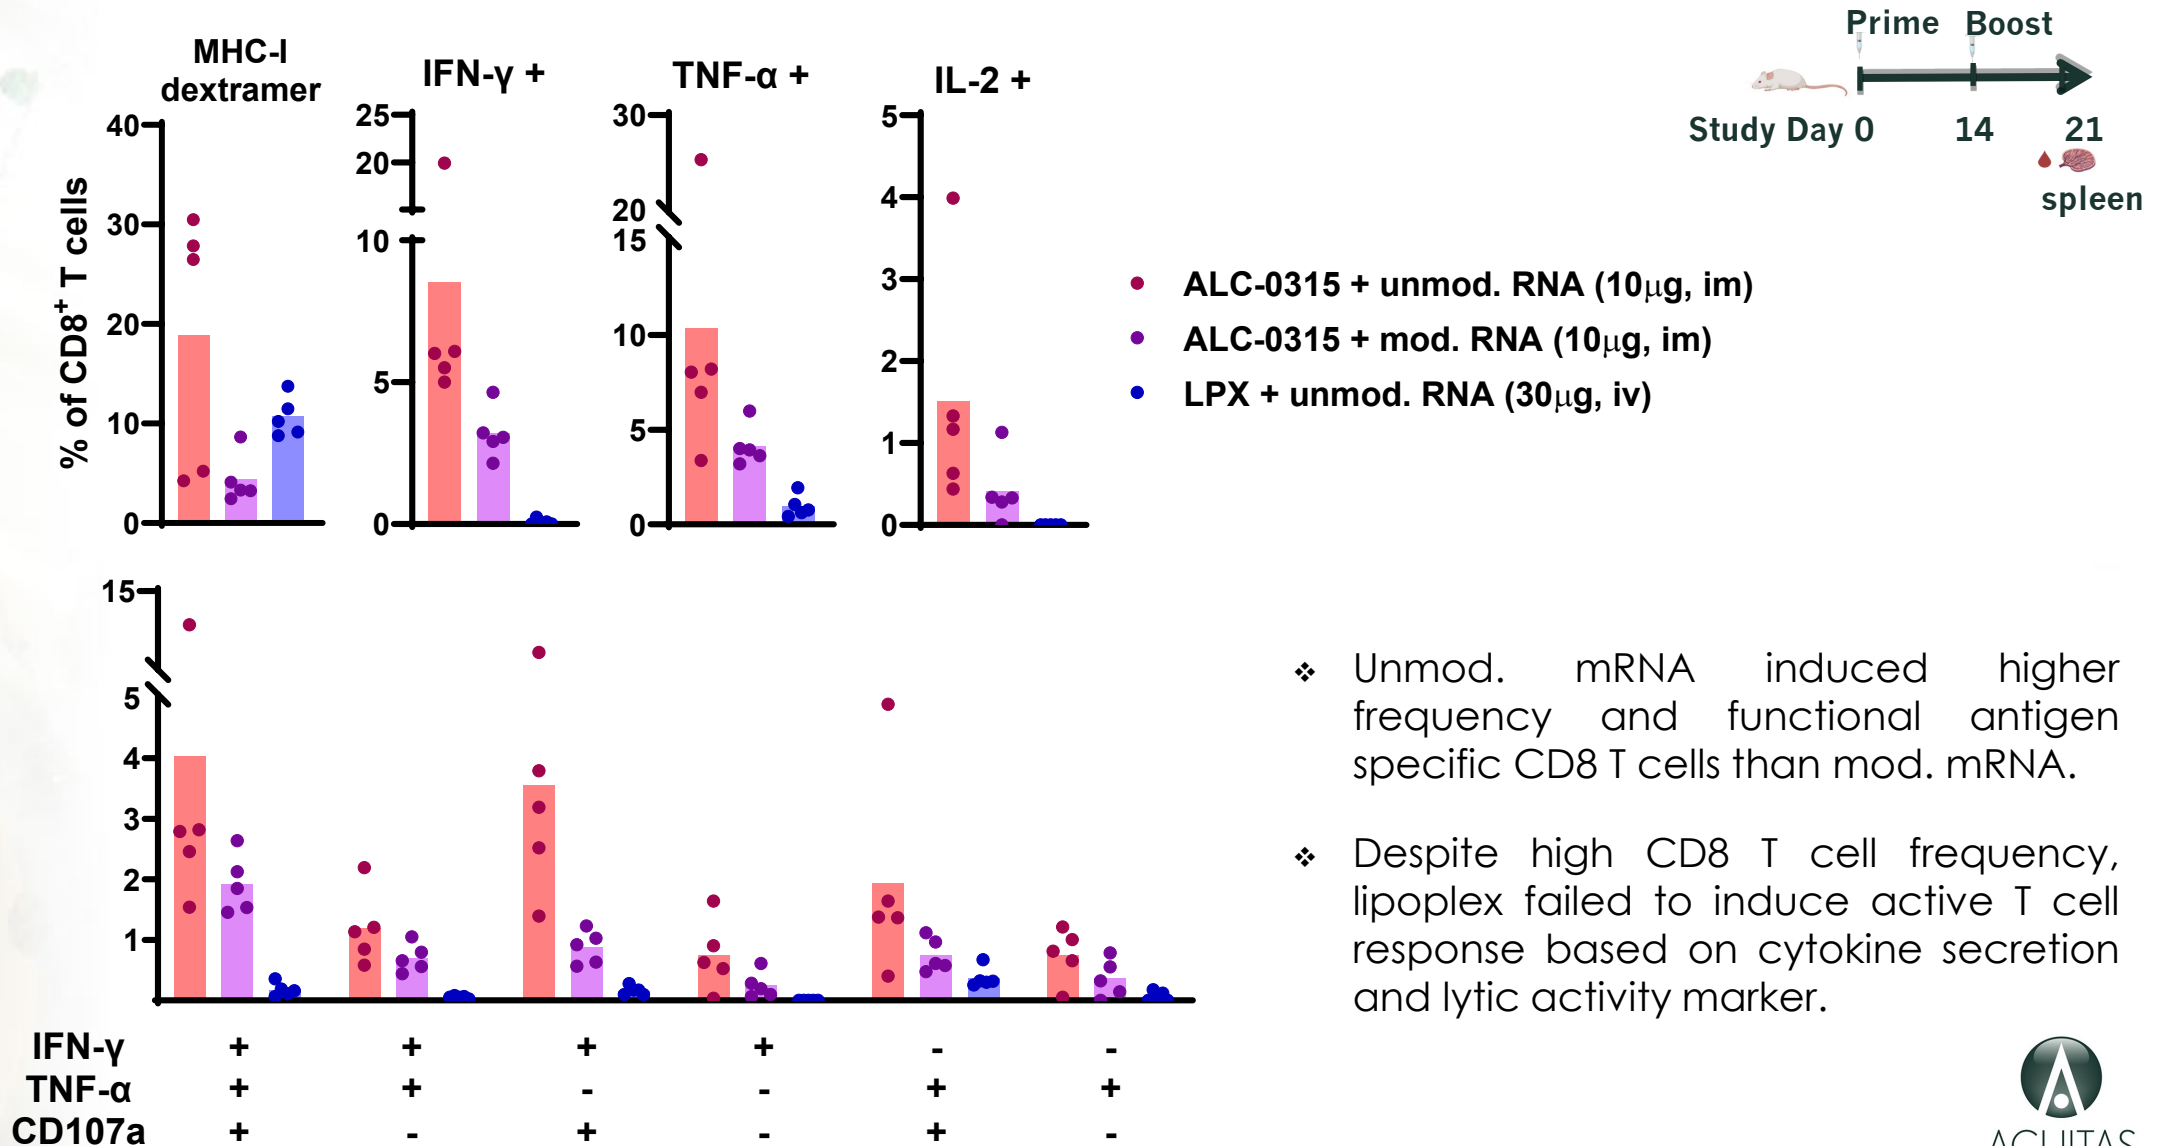 Prime Boost
Study Day 0 14 21
spleen
MHC-I
dextramer
IFN-γ +
TNF-α +
IL-2 +
% of CD8+ T cells
40
30
20
10
0
25
20
10
5
0
30
20
15
10
5
0
5
4
3
2
1
0
ALC-0315 + unmod. RNA (10μg, im)
ALC-0315 + mod. RNA (10μg, im)
LPX + unmod. RNA (30μg, iv)
15
5
4
3
2
1
IFN-γ + + + + - -
TNF-α + + - - + +
CD107a + - + - + -
❖ Unmod. mRNA induced higher
frequency and functional antigen
specific CD8 T cells than mod. mRNA.
❖ Despite high CD8 T cell frequency,
lipoplex failed to induce active T cell
response based on cytokine secretion
and lytic activity marker.
ACUITAS